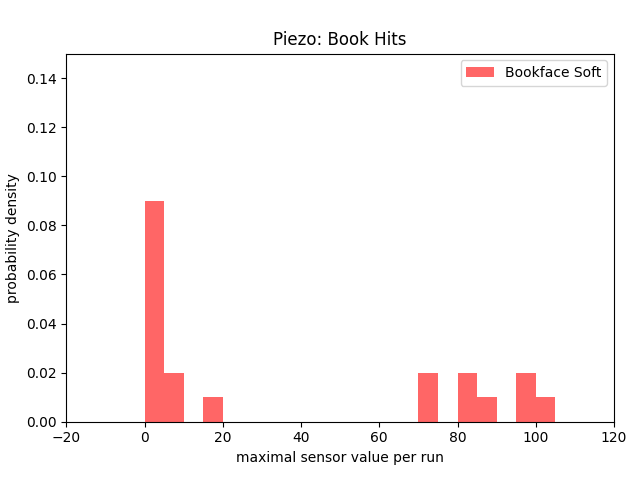 Piezo: Book Hits
Bookface Soft
probability density
0.14
0.12
0.10
0.08
0.06
0.04
0.02
0.00
−20 0 20 40 60 80 100 120
maximal sensor value per run